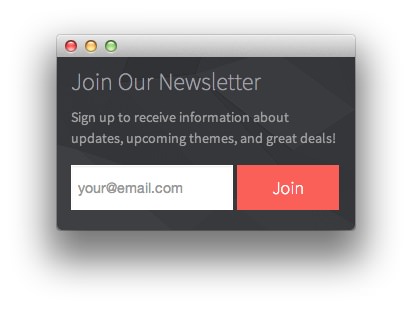 Join Our Newsletter
Sign up to receive information about
updates, upcoming themes, and great deals!
your@email.com Join